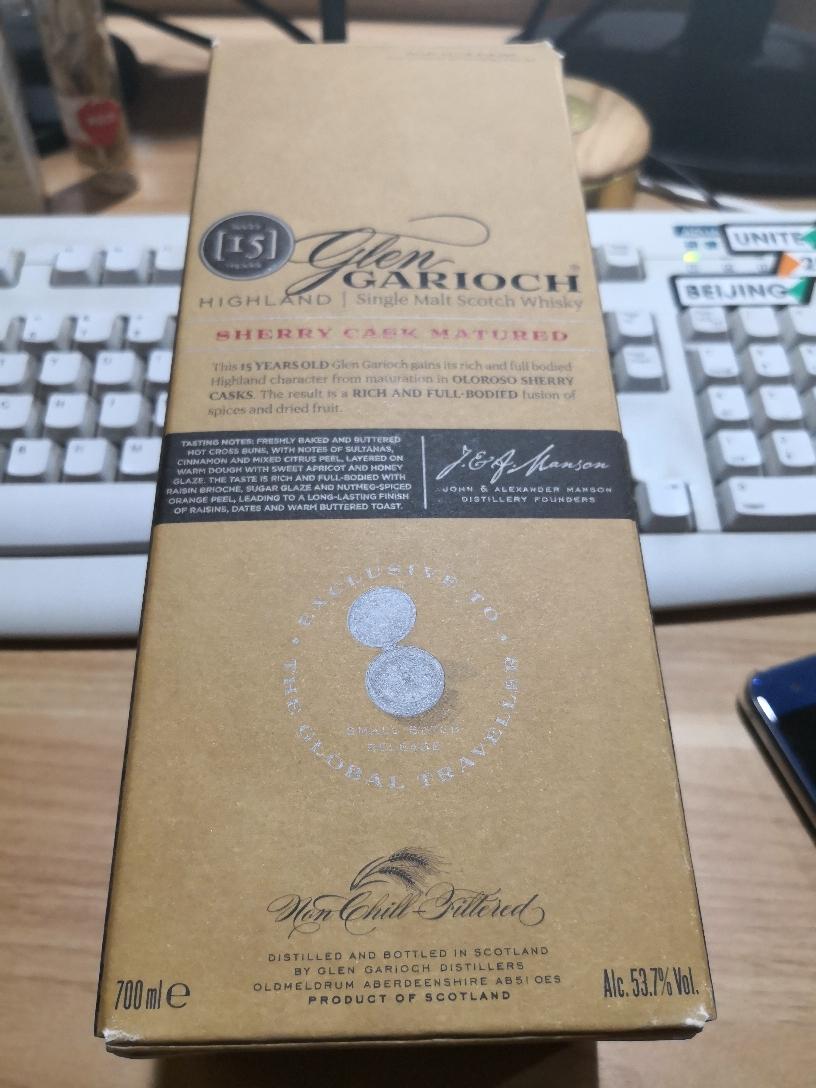 YEARS
[15]
YEARS
Glen
GARIOCH
HIGHLAND | Single Malt Scotch Whisky
SHERRY CASK MATURED
This 15 YEARS OLD Glen Garioch gains its rich and full bodied
Highland character from maturation in OLOROSO SHERRY
CASKS. The result is a RICH AND FULL-BODIED fusion of
spices and dried fruit.
TASTING NOTES: FRESHLY BAKED AND BUTTERED
HOT CROSS BUNS, WITH NOTES OF SULTANAS,
CINNAMON AND MIXED CITRUS PEEL, LAYERED ON
WARM DOUGH WITH SWEET APRICOT AND HONEY
GLAZE. THE TASTE IS RICH AND FULL-BODIED WITH
RAISIN BRIOCHE, SUGAR GLAZE AND NUTMEG-SPICED
ORANGE PEEL, LEADING TO A LONG-LASTING FINISH
OF RAISINS, DATES AND WARM BUTTERED TOAST.
J. & A. Manson
JOHN & ALEXANDER MANSON
DISTILLERY FOUNDERS
• EXCLUSIVE TO •
THE GLOBAL TRAVELLER
SMALL BATCH
RELEASE
Non Chill-Filtered
DISTILLED AND BOTTLED IN SCOTLAND
BY GLEN GARIOCH DISTILLERS
OLDMELDRUM ABERDEENSHIRE AB51 0ES
PRODUCT OF SCOTLAND
700 ml e
Alc. 53.7% Vol.
UNITE
BEIJING